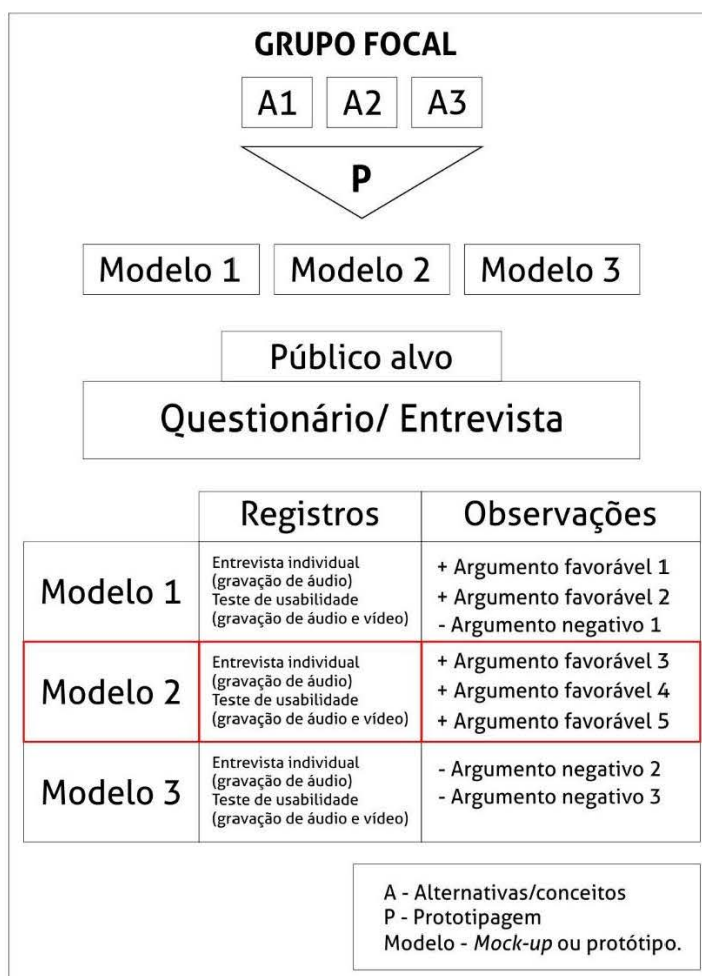 GRUPO FOCAL
A1 A2 A3
P
Modelo 1 Modelo 2 Modelo 3
Público alvo
Questionário/ Entrevista
Registros Observações
Modelo 1
Entrevista individual
(gravação de áudio)
Teste de usabilidade
(gravação de áudio e vídeo)
+ Argumento favorável 1
+ Argumento favorável 2
- Argumento negativo 1
Modelo 2
Entrevista individual
(gravação de áudio)
Teste de usabilidade
(gravação de áudio e vídeo)
+ Argumento favorável 3
+ Argumento favorável 4
+ Argumento favorável 5
Modelo 3
Entrevista individual
(gravação de áudio)
Teste de usabilidade
(gravação de áudio e vídeo)
- Argumento negativo 2
- Argumento negativo 3
A - Alternativas/conceitos
P - Prototipagem
Modelo - Mock-up ou protótipo.